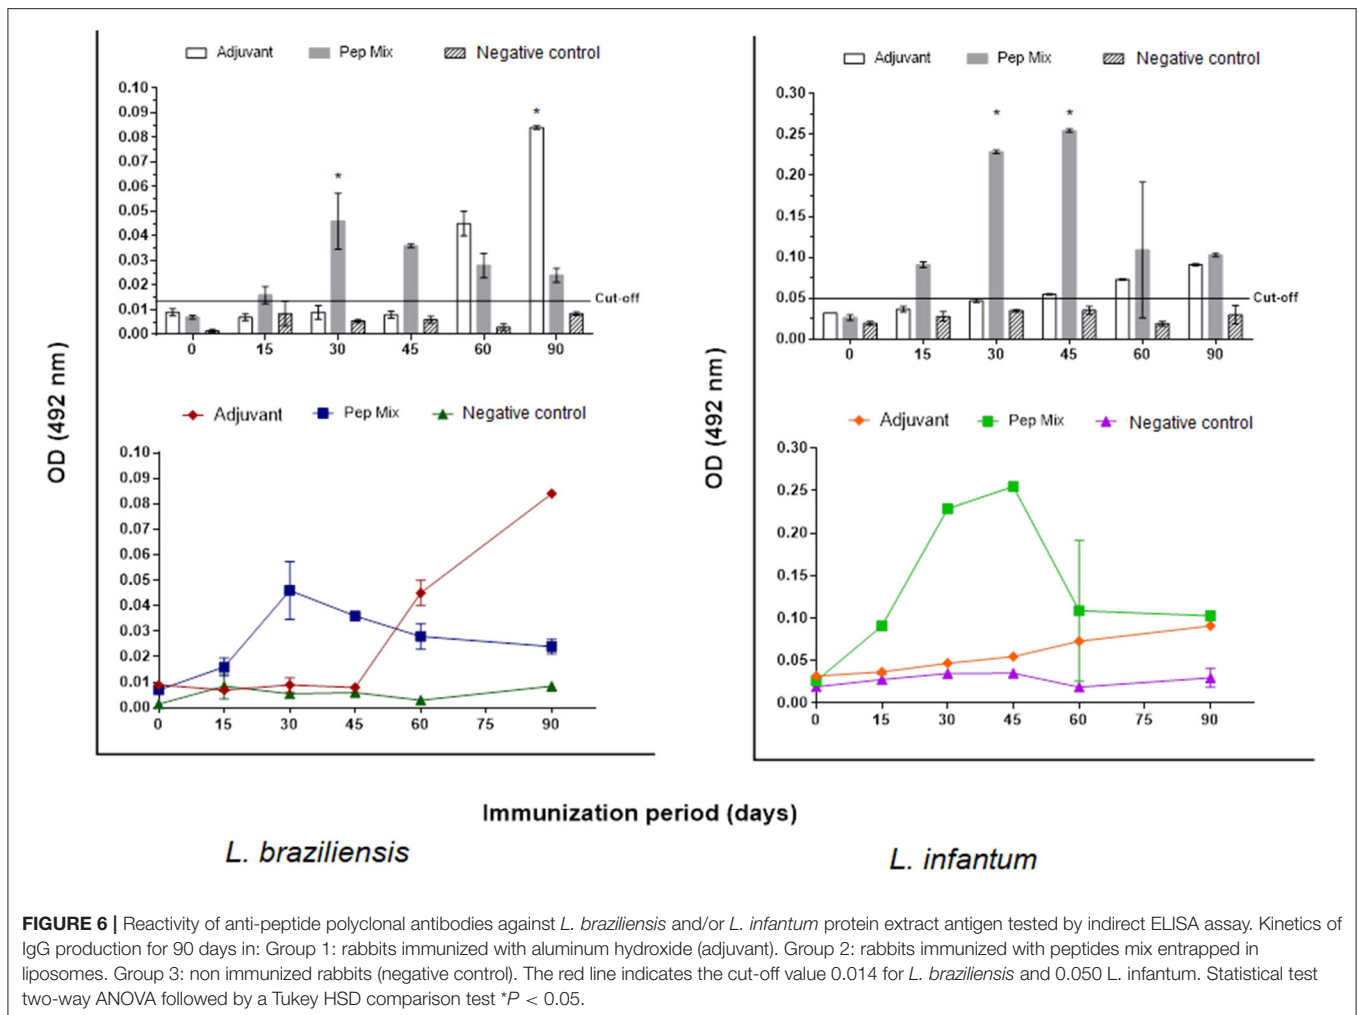 Adjuvant Pep Mix Negative control
0.10
0.09
0.08
0.07
0.06
0.05
0.04
0.03
0.02
0.01
0.00
*
*
Cut-off
0 15 30 45 60 90
Adjuvant Pep Mix Negative control
0.10
0.09
0.08
0.07
0.06
0.05
0.04
0.03
0.02
0.01
0.00
0 15 30 45 60 75 90
OD (492 nm)
Adjuvant Pep Mix Negative control
0.30
0.25
0.20
0.15
0.10
0.05
0.00
* *
Cut-off
0 15 30 45 60 90
Adjuvant Pep Mix Negative control
0.30
0.25
0.20
0.15
0.10
0.05
0.00
0 15 30 45 60 75 90
OD (492 nm)
Immunization period (days)
L. braziliensis
L. infantum
FIGURE 6 | Reactivity of anti-peptide polyclonal antibodies against L. braziliensis and/or L. infantum protein extract antigen tested by indirect ELISA assay. Kinetics of
IgG production for 90 days in: Group 1: rabbits immunized with aluminum hydroxide (adjuvant). Group 2: rabbits immunized with peptides mix entrapped in
liposomes. Group 3: non immunized rabbits (negative control). The red line indicates the cut-off value 0.014 for L. braziliensis and 0.050 L. infantum. Statistical test
two-way ANOVA followed by a Tukey HSD comparison test *P < 0.05.